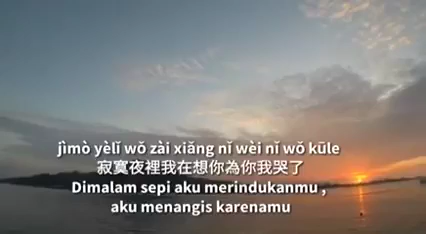 jìmò yèlǐ wǒ zài xiǎng nǐ wèi nǐ wǒ kūle
寂寞夜裡我在想你為你我哭了
Dimalam sepi aku merindukanmu ,
aku menangis karenamu